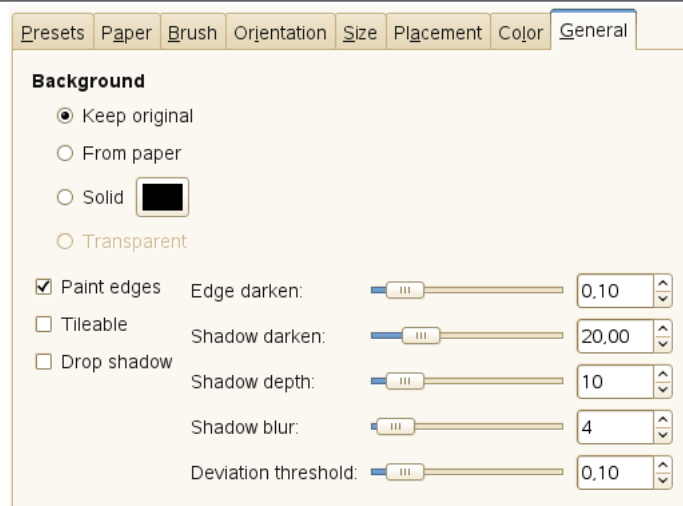 Presets Paper Brush Orientation Size Placement Color General
Background
Keep original
From paper
Solid
Transparent
Paint edges
Tileable
Drop shadow
Edge darken: 0,10
Shadow darken: 20,00
Shadow depth: 10
Shadow blur: 4
Deviation threshold: 0,10